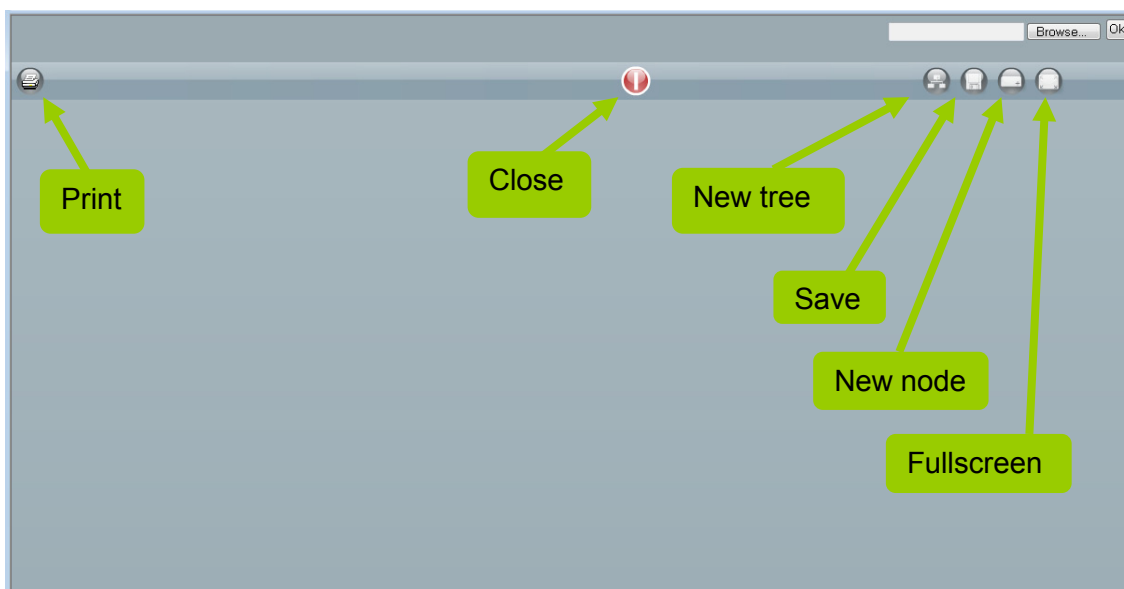 Browse...
Ok
Print
Close
New tree
Save
New node
Fullscreen